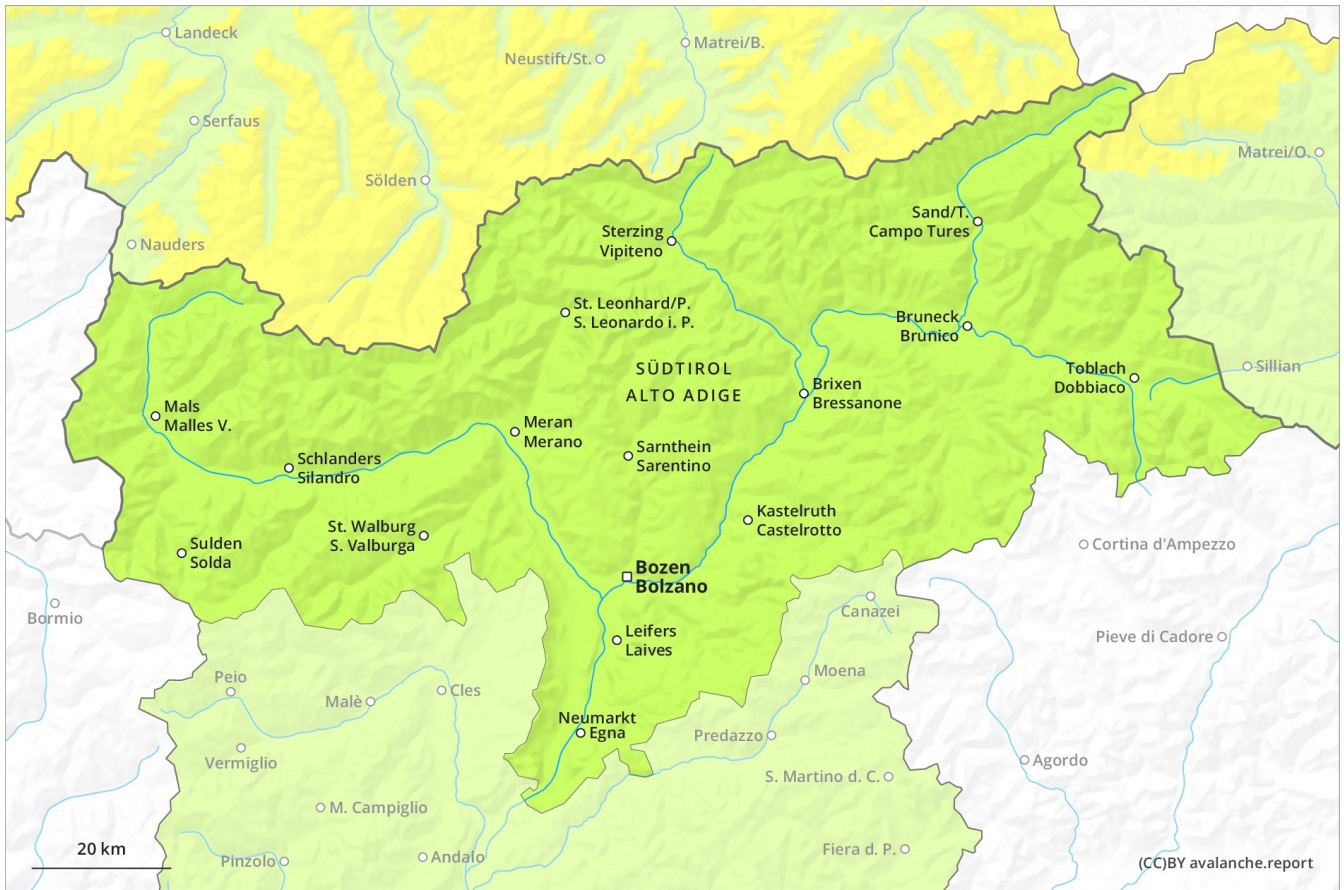 Landeck
Matrei/B.
Neustift/St.
Serfaus
Matrei/O.
Sölden
Sand/T.
Campo Tures
Sterzing
Vipiteno
Nauders
St. Leonhard/P.
S. Leonardo i. P.
Bruneck
Brunico
SÜDTIROL
ALTO ADIGE
Toblach
Dobbiaco
Sillian
Brixen
Bressanone
Mals
Malles V.
Meran
Merano
Sarnthein
Sarentino
Schlanders
Silandro
Kastelruth
Castelrotto
St. Walburg
S. Valburga
Sulden
Solda
Cortina d'Ampezzo
Bozen
Bolzano
Bormio
Canazei
Leifers
Laives
Pieve di Cadore
Moena
Peio
Malè
Cles
Neumarkt
Egna
Predazzo
Vermiglio
Agordo
S. Martino d. C.
M. Campiglio
20 km
Pinzolo
Andalo
Fiera d. P.
(CC)BY avalanche.report